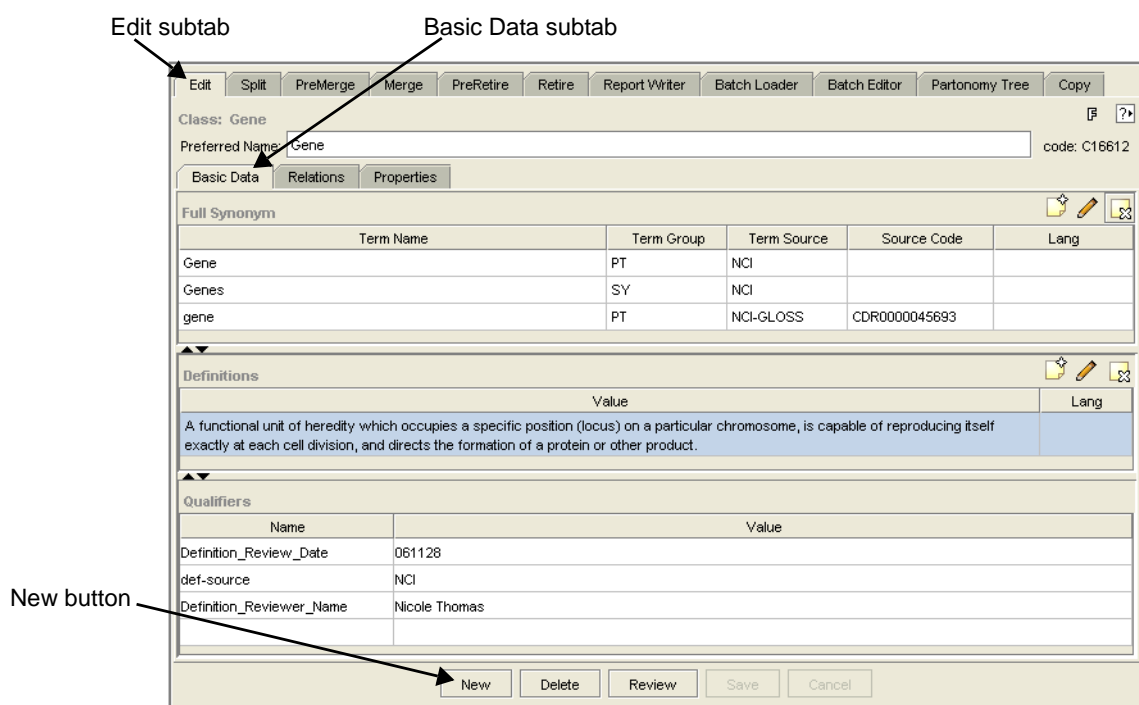 Edit subtab Basic Data subtab
Edit Split PreMerge Merge PreRetire Retire Report Writer Batch Loader Batch Editor Partonomy Tree Copy
Class: Gene
Preferred Name: Gene code: C16612
Basic Data Relations Properties
Full Synonym
Term Name Term Group Term Source Source Code Lang
Gene PT NCI
Genes SY NCI
gene PT NCI-GLOSS CDR0000045693
Definitions
Value Lang
A functional unit of heredity which occupies a specific position (locus) on a particular chromosome, is capable of reproducing itself
exactly at each cell division, and directs the formation of a protein or other product.
Qualifiers
Name Value
Definition_Review_Date 061128
def-source NCI
Definition_Reviewer_Name Nicole Thomas
New button
New Delete Review Save Cancel